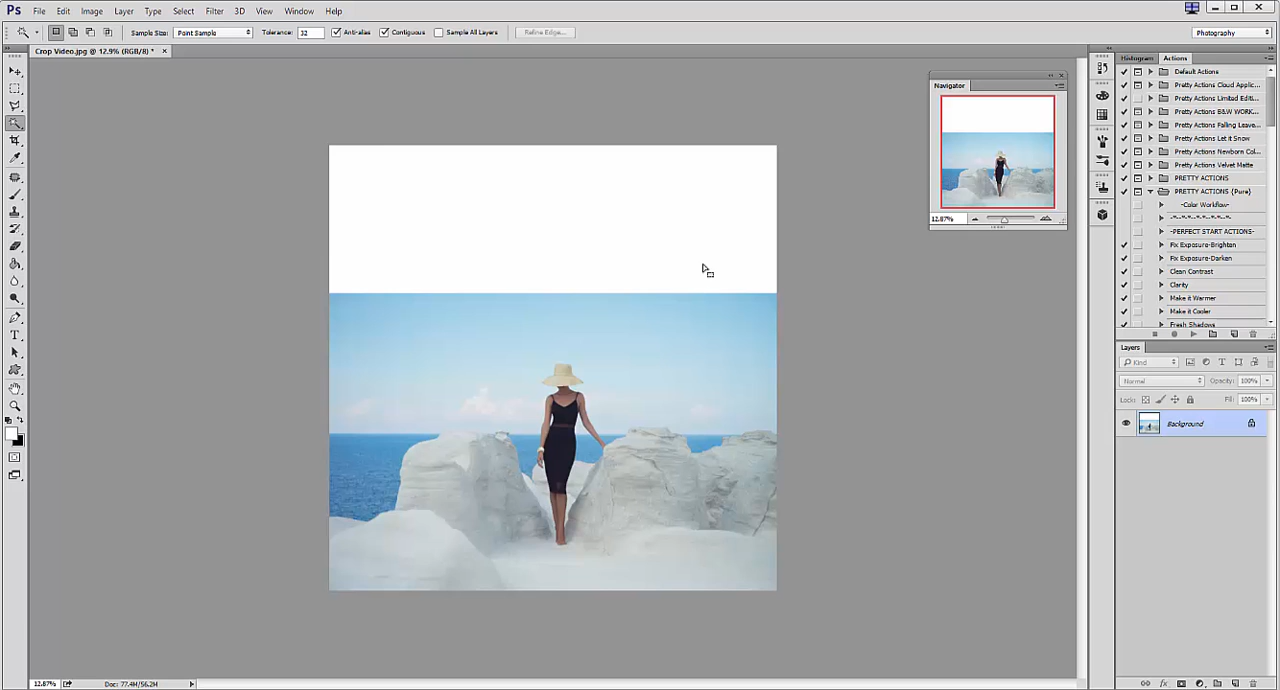 Ps File Edit Image Layer Type Select Filter 3D View Window Help
Sample Size: Point Sample Tolerance: 32 Anti-alias Contiguous Sample All Layers Refine Edge... Photography
Crop Video.jpg @ 12.9% (RGB/8) * ×
Histogram Actions
Default Actions
Pretty Actions Cloud Applic...
Pretty Actions Limited Editi...
Pretty Actions B&W WORK...
Pretty Actions Falling Leave...
Pretty Actions Let it Snow
Pretty Actions Newborn Col...
Pretty Actions Velvet Matte
PRETTY ACTIONS
PRETTY ACTIONS {Pure}
-Color Workflow-
-*--*--*--*--*--*--*-
-PERFECT START ACTIONS-
Fix Exposure-Brighten
Fix Exposure-Darken
Clean Contrast
Clarity
Make it Warmer
Make it Cooler
Fresh Shadows
Navigator
12.87%
Layers
Kind
Normal Opacity: 100%
Lock: Fill: 100%
Background
12.87% Doc: 77.4M/56.2M